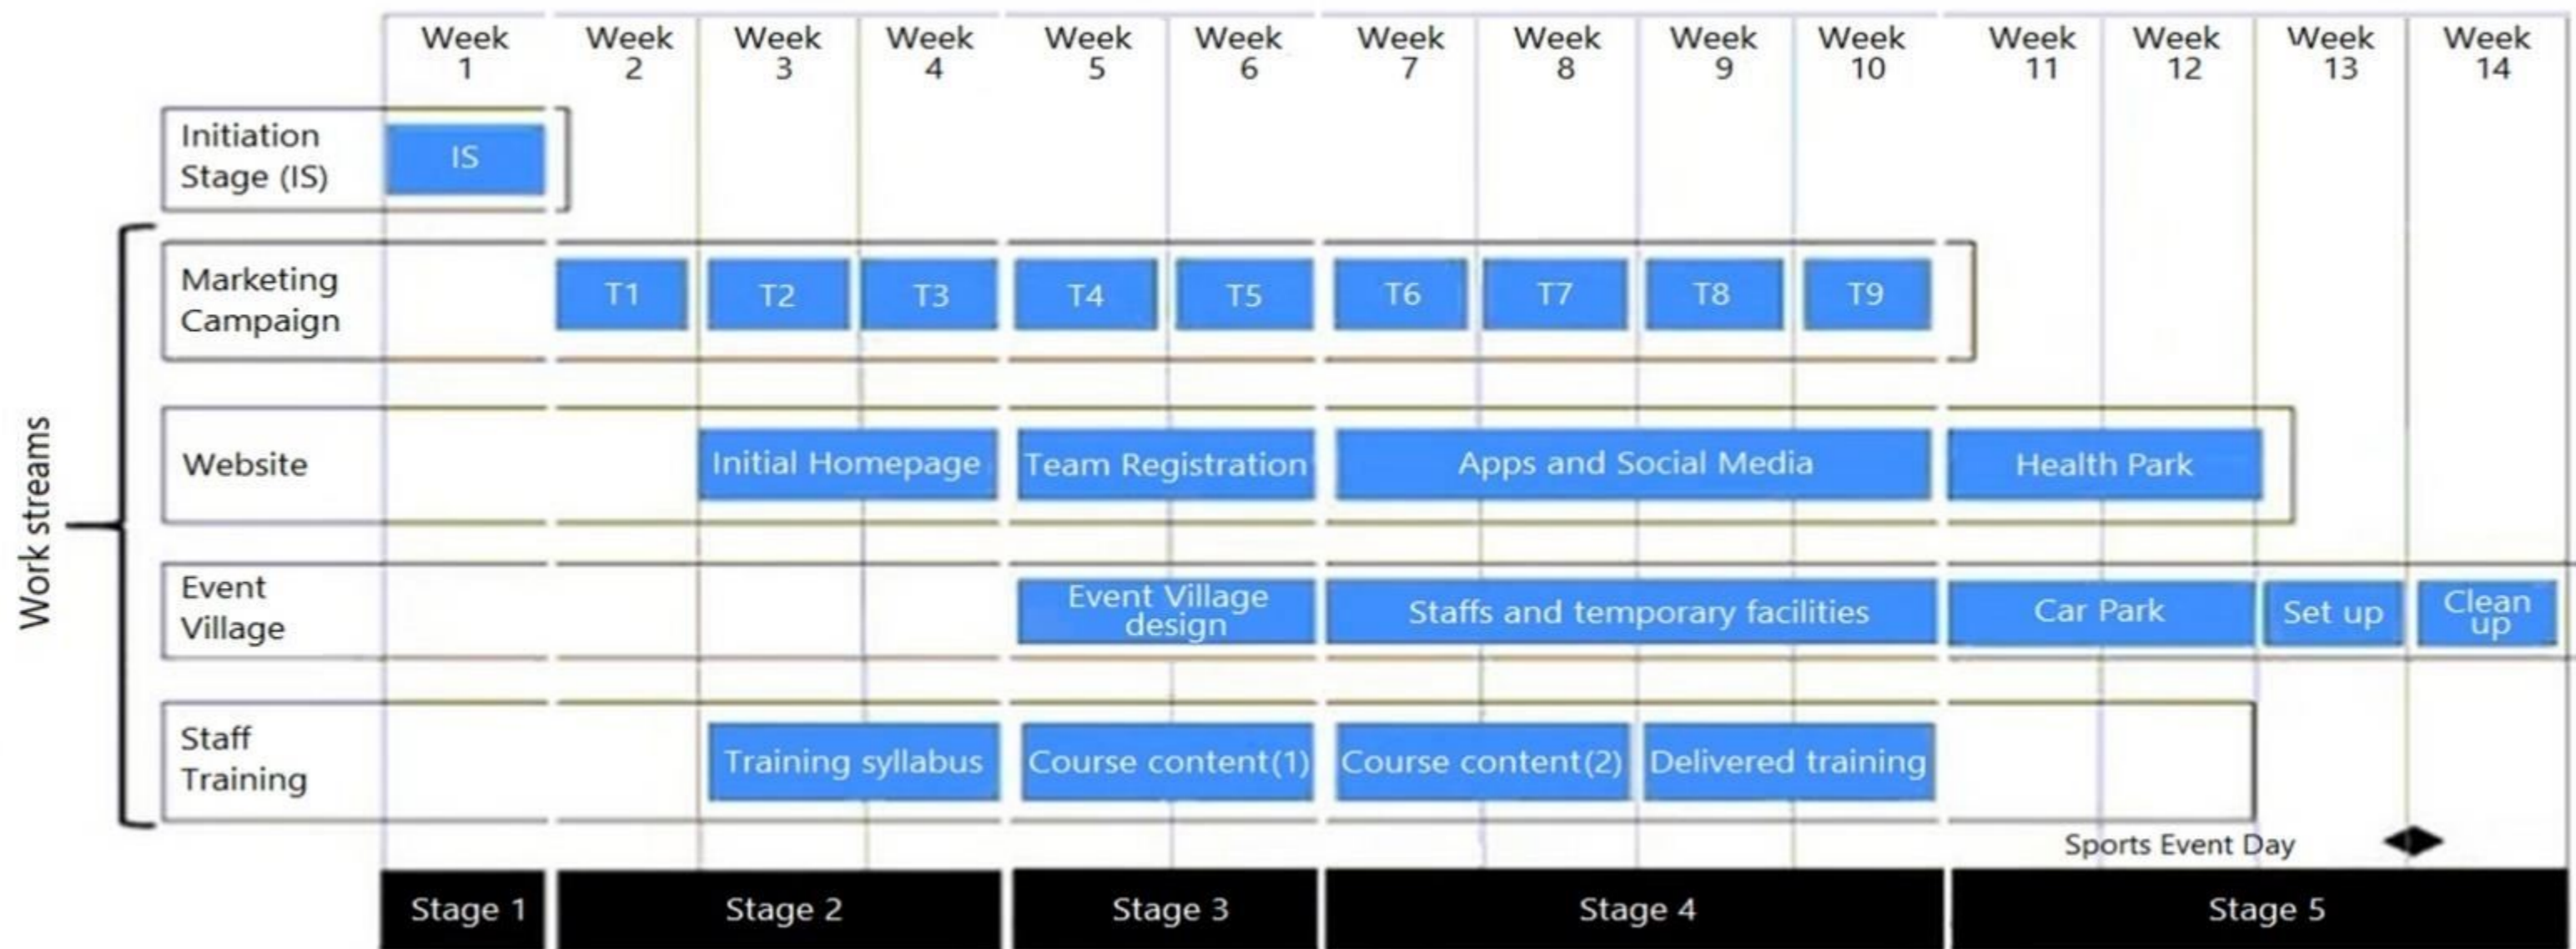 Week Week Week Week Week Week Week Week Week Week Week Week Week Week
1 2 3 4 5 6 7 8 9 10 11 12 13 14
Initiation
Stage (IS)
IS
Marketing
Campaign
T1 T2 T3 T4 T5 T6 T7 T8 T9
Work streams
Website
Initial Homepage Team Registration Apps and Social Media Health Park
Event
Village
Event Village
design
Staffs and temporary facilities
Car Park
Set up
Clean
up
Staff
Training
Training syllabus Course content(1) Course content(2) Delivered training
Sports Event Day
Stage 1 Stage 2 Stage 3 Stage 4 Stage 5